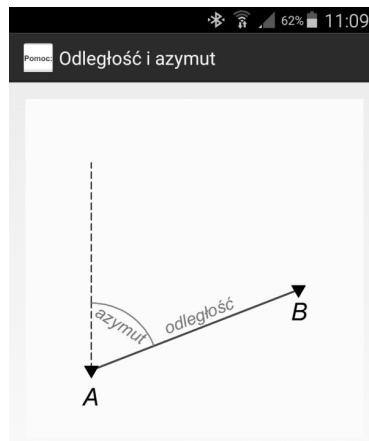 62% 11:09
Pomoc: Odległość i azymut
azymut
odległość
B
A